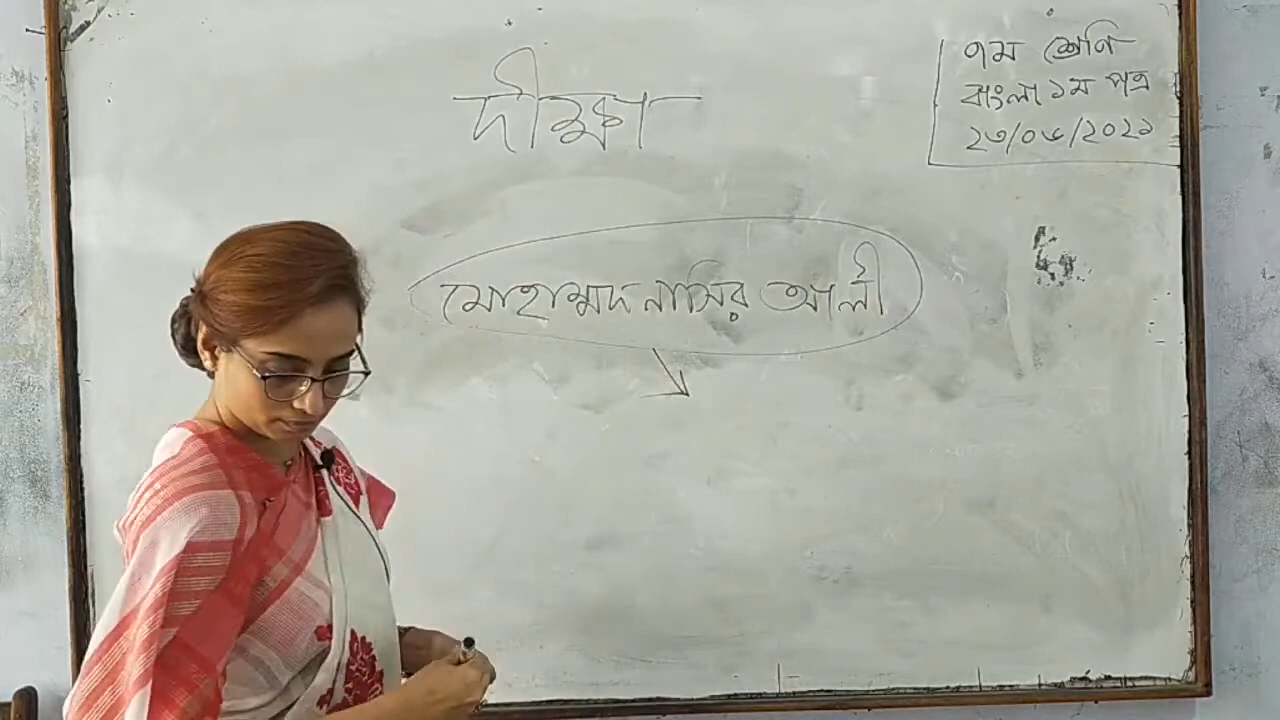 দীক্ষা
৭ম শ্রেণি
বাংলা ১ম পত্র
২৩/০৬/২০২১
মোহাম্মদ নাসির আলী